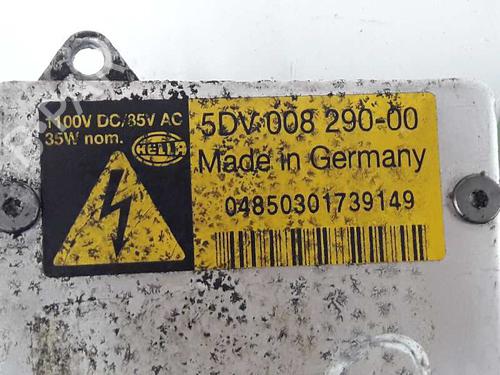 1100V DC/85V AC
35W nom.
HELLA
5DV 008 290-00
Made in Germany
04850301739149